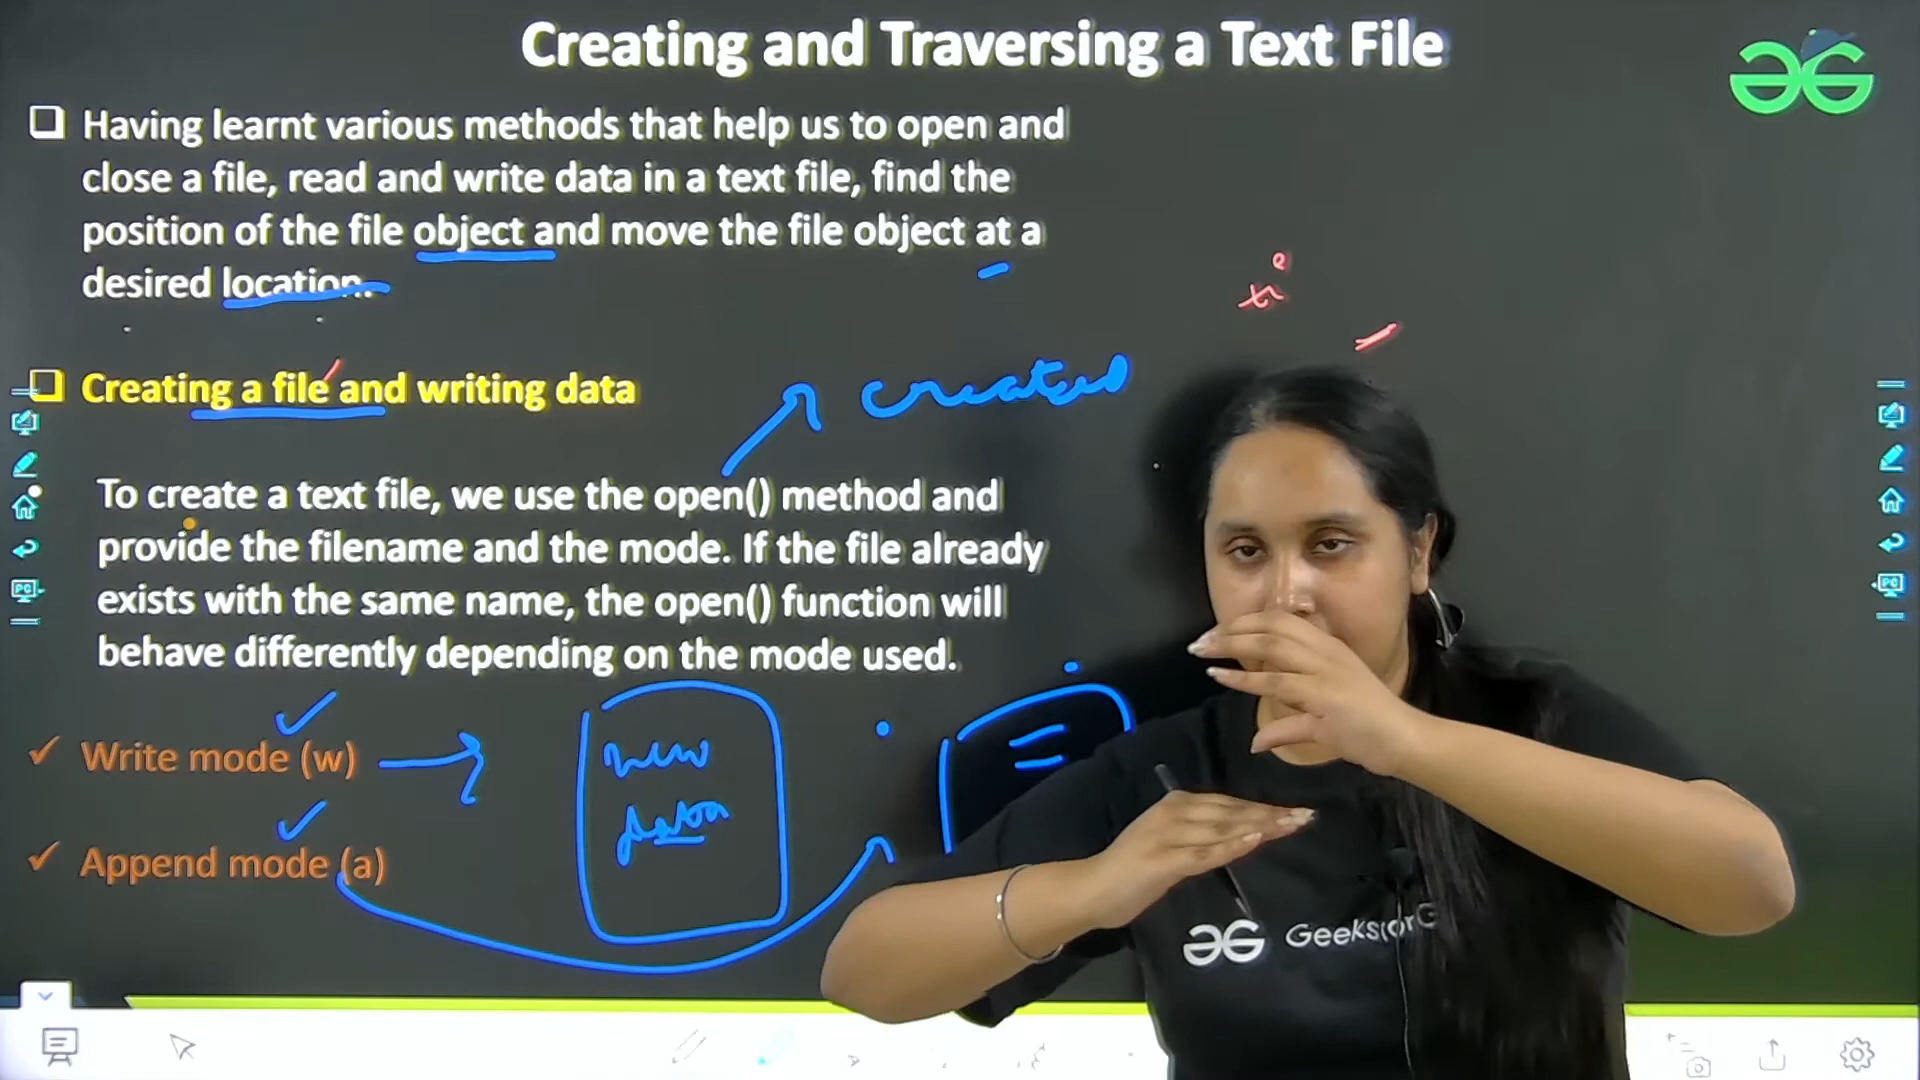 Creating and Traversing a Text File
Having learnt various methods that help us to open and
close a file, read and write data in a text file, find the
position of the file object and move the file object at a
desired location.
Creating a file and writing data
created
To create a text file, we use the open() method and
provide the filename and the mode. If the file already
exists with the same name, the open() function will
behave differently depending on the mode used.
Write mode (w)
new
data
Append mode (a)
PC
PC